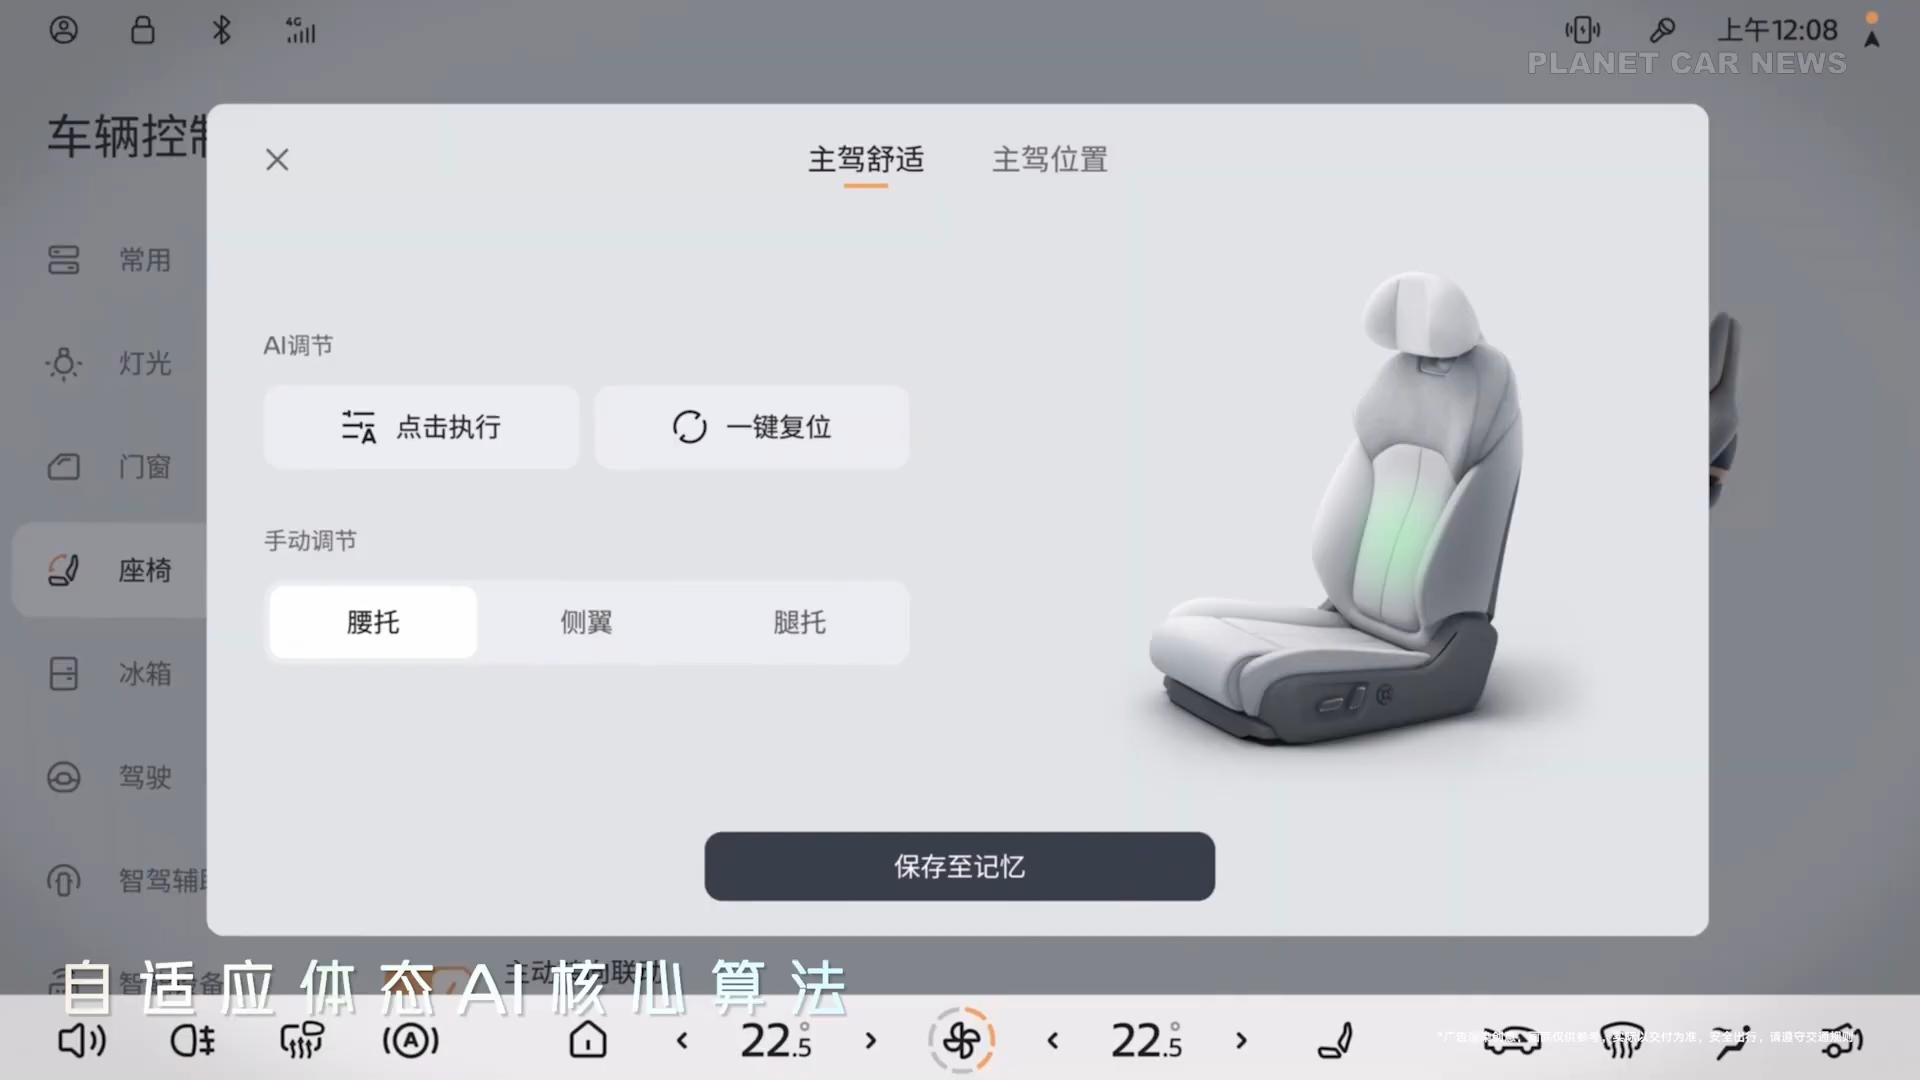 4G
上午12:08
PLANET CAR NEWS
车辆控制
主驾舒适
主驾位置
常用
灯光
门窗
座椅
冰箱
驾驶
智驾辅助
AI调节
点击执行
一键复位
手动调节
腰托
侧翼
腿托
保存至记忆
自适应体态AI核心算法
22.5°
22.5°